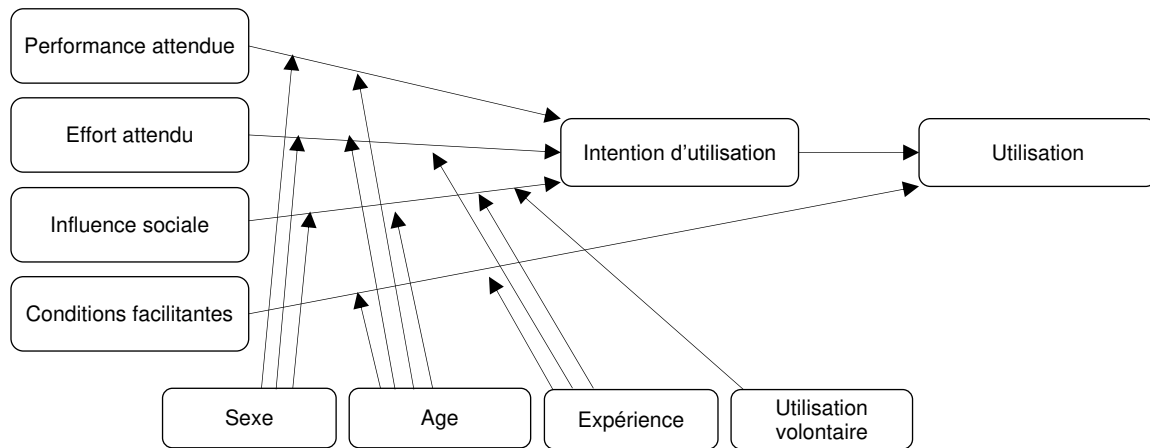 Performance attendue
Effort attendu
Influence sociale
Conditions facilitantes
Intention d’utilisation
Utilisation
Sexe
Age
Expérience
Utilisation
volontaire